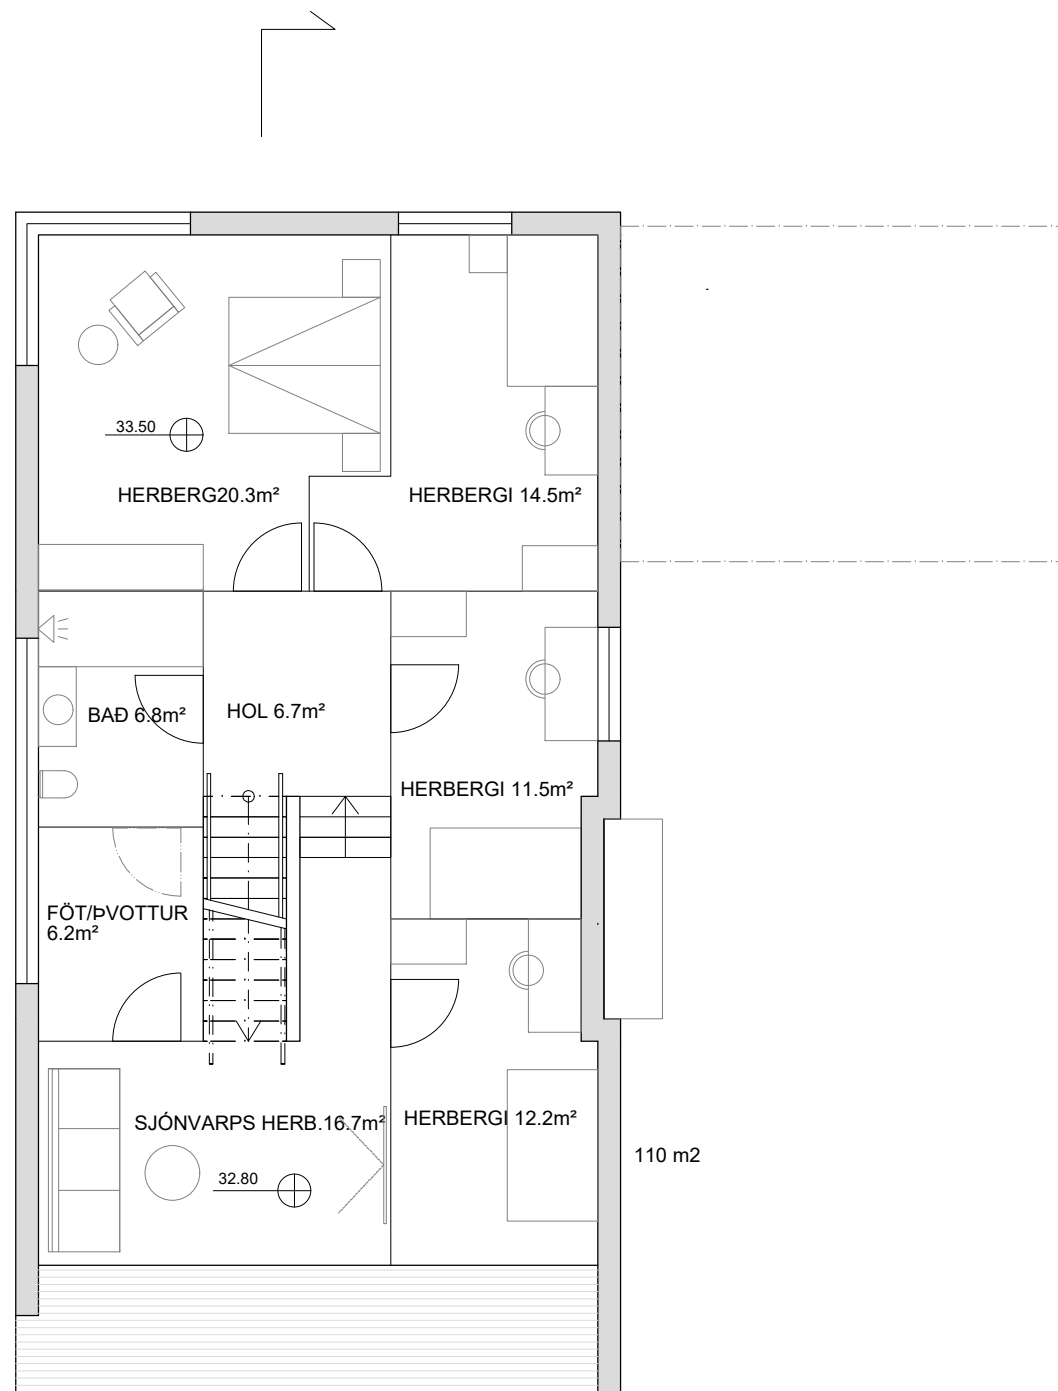 33.50
HERBERG20.3m²
HERBERGI 14.5m²
BAÐ 6.8m²
HOL 6.7m²
HERBERGI 11.5m²
FÖT/ÞVOTTUR
6.2m²
SJÓNVARPS HERB.16.7m²
HERBERGI 12.2m²
110 m2
32.80